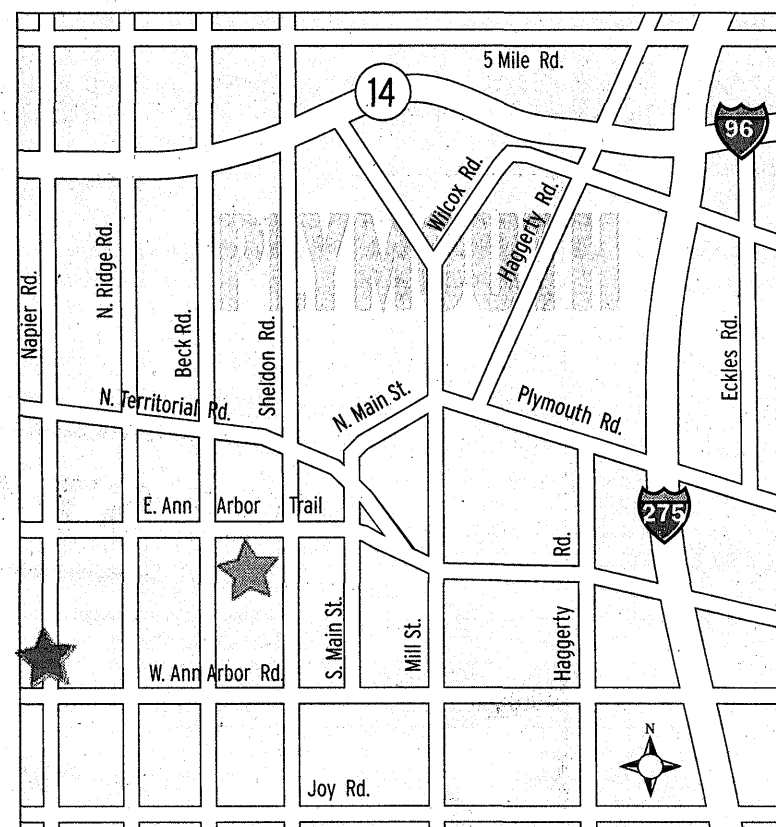 5 Mile Rd.
14
96
Wilcox Rd.
Haggerty Rd.
PLYMOUTH
N. Ridge Rd.
Napier Rd.
Beck Rd.
Sheldon Rd.
Eckles Rd.
N. Territorial Rd.
N. Main St.
Plymouth Rd.
E. Ann Arbor Trail
275
Haggerty Rd.
S. Main St.
Mill St.
W. Ann Arbor Rd.
N
Joy Rd.